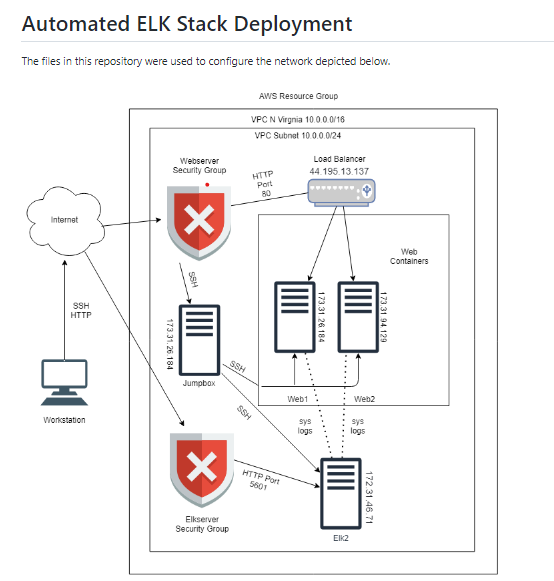 Automated ELK Stack Deployment
The files in this repository were used to configure the network depicted below.
AWS Resource Group
VPC N Virgnia 10.0.0.0/16
VPC Subnet 10.0.0.0/24
Webserver
Security Group
HTTP
Port
80
Load Balancer
44.195.13.137
Internet
Web
Containers
SSH
HTTP
SSH
173.31.26.184
Jumpbox
173.31.26.184
173.31.94.129
SSH
Web1
Web2
Workstation
SSH
sys
logs
sys
logs
HTTP Port
5601
172.31.46.71
Elkserver
Security Group
Elk2